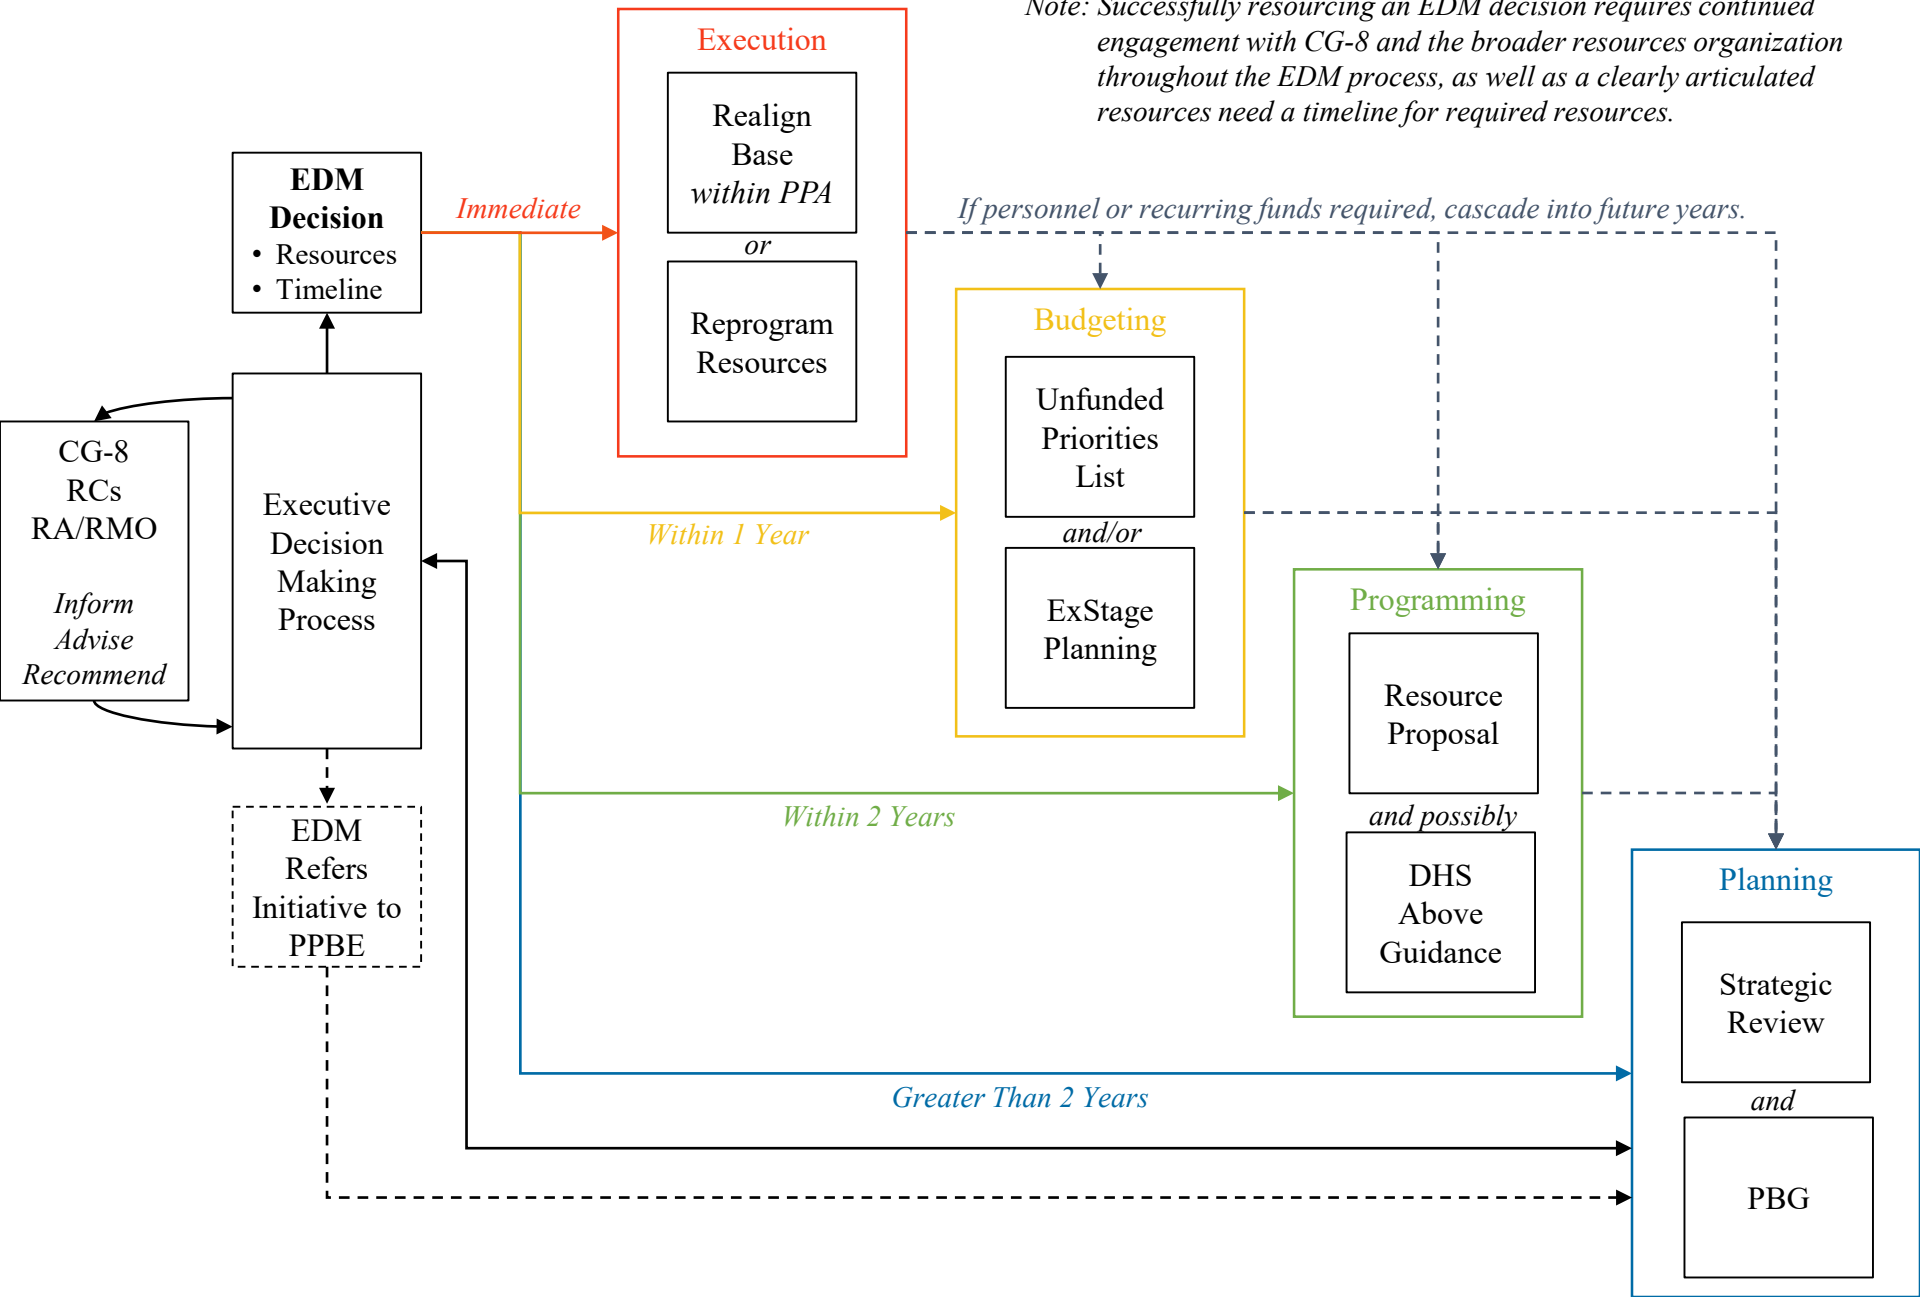 Note: Successfully resourcing an EDM decision requires continued
engagement with CG-8 and the broader resources organization
throughout the EDM process, as well as a clearly articulated
resources need a timeline for required resources.
Execution
Realign
Base
within PPA
or
Reprogram
Resources
EDM
Decision
• Resources
• Timeline
Immediate
If personnel or recurring funds required, cascade into future years.
Budgeting
Unfunded
Priorities
List
and/or
ExStage
Planning
Within 1 Year
CG-8
RCs
RA/RMO
Inform
Advise
Recommend
Executive
Decision
Making
Process
Programming
Resource
Proposal
and possibly
DHS
Above
Guidance
Within 2 Years
EDM
Refers
Initiative to
PPBE
Planning
Strategic
Review
and
PBG
Greater Than 2 Years